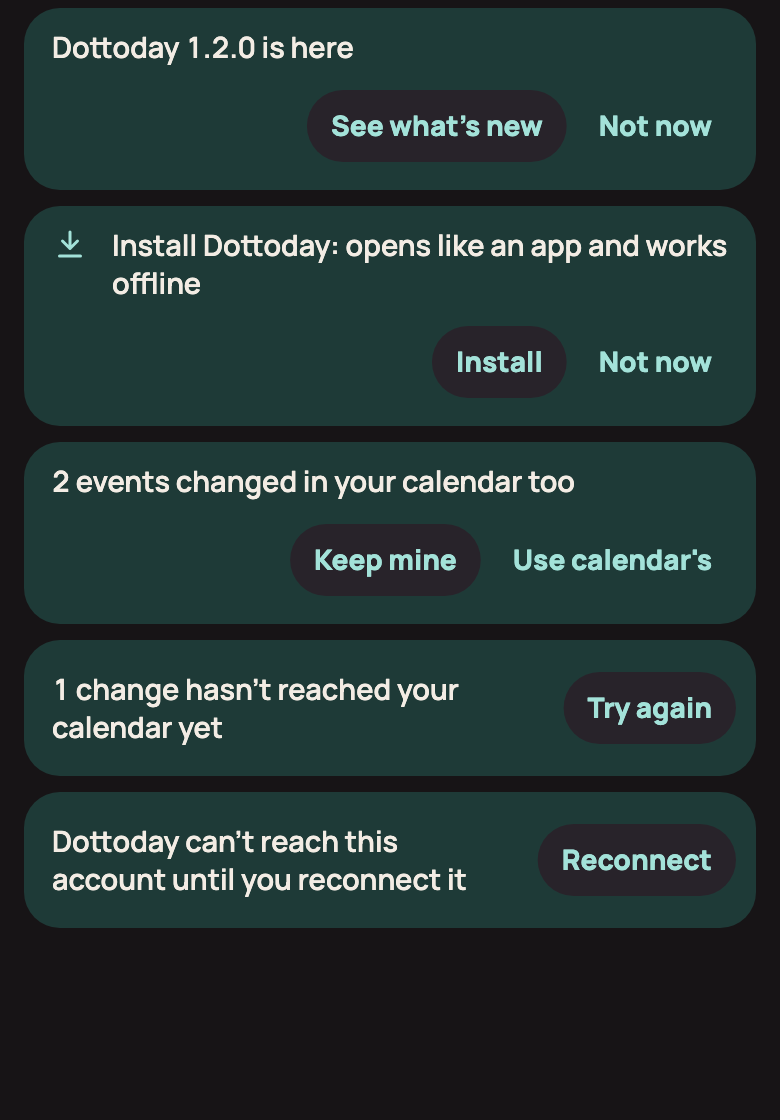 Dottoday 1.2.0 is here
See what’s new
Not now
Install Dottoday: opens like an app and works
offline
Install
Not now
2 events changed in your calendar too
Keep mine
Use calendar's
1 change hasn’t reached your
calendar yet
Try again
Dottoday can’t reach this
account until you reconnect it
Reconnect